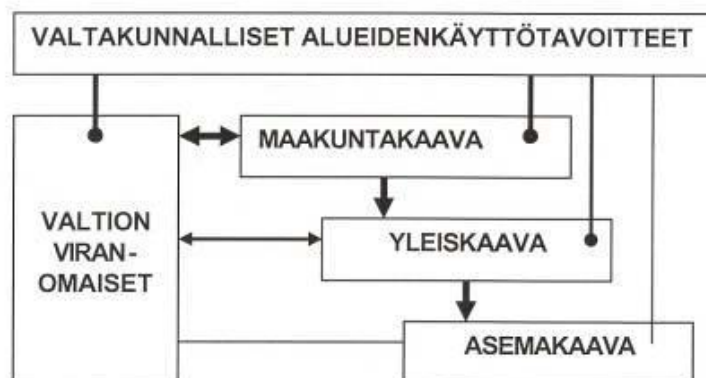 VALTAKUNNALLISET ALUEIDENKÄYTTÖTAVOITTEET
MAAKUNTAKAAVA
VALTION
VIRAN-
OMAISET
YLEISKAAVA
ASEMAKAAVA